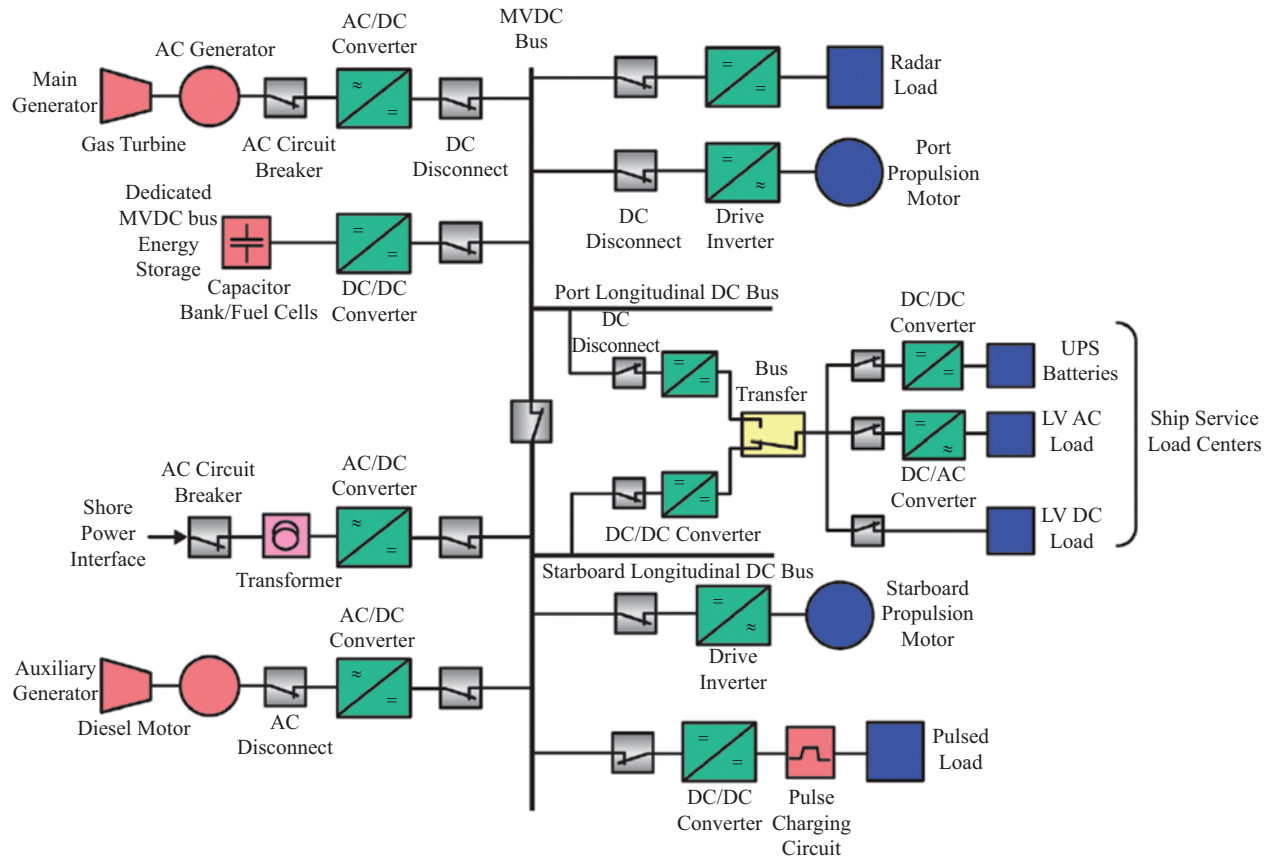 MVDC
Bus
AC/DC
Converter
AC Generator
Main
Generator
Gas Turbine
AC Circuit
Breaker
DC
Disconnect
Radar
Load
Port
Propulsion
Motor
DC
Disconnect
Drive
Inverter
Dedicated
MVDC bus
Energy
Storage
Capacitor
Bank/Fuel Cells
DC/DC
Converter
Port Longitudinal DC Bus
DC
Disconnect
Bus
Transfer
DC/DC
Converter
UPS
Batteries
LV AC
Load
DC/AC
Converter
LV DC
Load
Ship Service
Load Centers
DC/DC Converter
Starboard Longitudinal DC Bus
AC Circuit
Breaker
AC/DC
Converter
Shore
Power
Interface
Transformer
Starboard
Propulsion
Motor
Drive
Inverter
AC/DC
Converter
Auxiliary
Generator
Diesel Motor
AC
Disconnect
Pulsed
Load
DC/DC
Converter
Pulse
Charging
Circuit